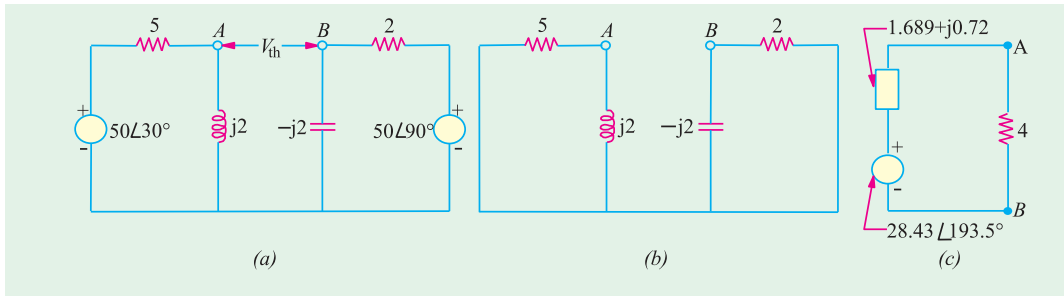 5
A
V_th
B
2
+
50∠30°
-
j2
−j2
50∠90°
+
-
(a)
5
A
B
2
j2
−j2
(b)
1.689+j0.72
A
4
+
-
B
28.43∠193.5°
(c)